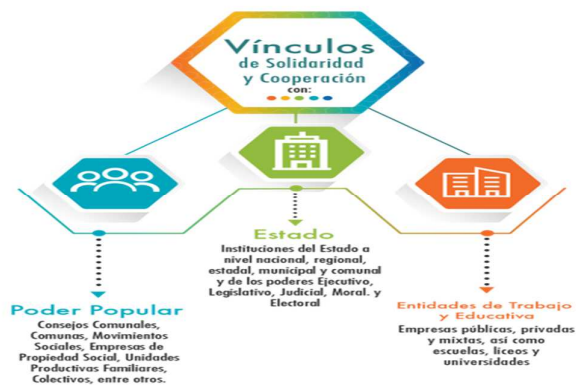 Vínculos
de Solidaridad
y Cooperación
con:
Estado
Instituciones del Estado a
nivel nacional, regional,
estadal, municipal y comunal
y de los poderes Ejecutivo,
Legislativo, Judicial, Moral. y
Electoral
Poder Popular
Consejos Comunales,
Comunas, Movimientos
Sociales, Empresas de
Propiedad Social, Unidades
Productivas Familiares,
Colectivos, entre otros.
Entidades de Trabajo
y Educativa
Empresas públicas, privadas
y mixtas, así como
escuelas, liceos y
universidades